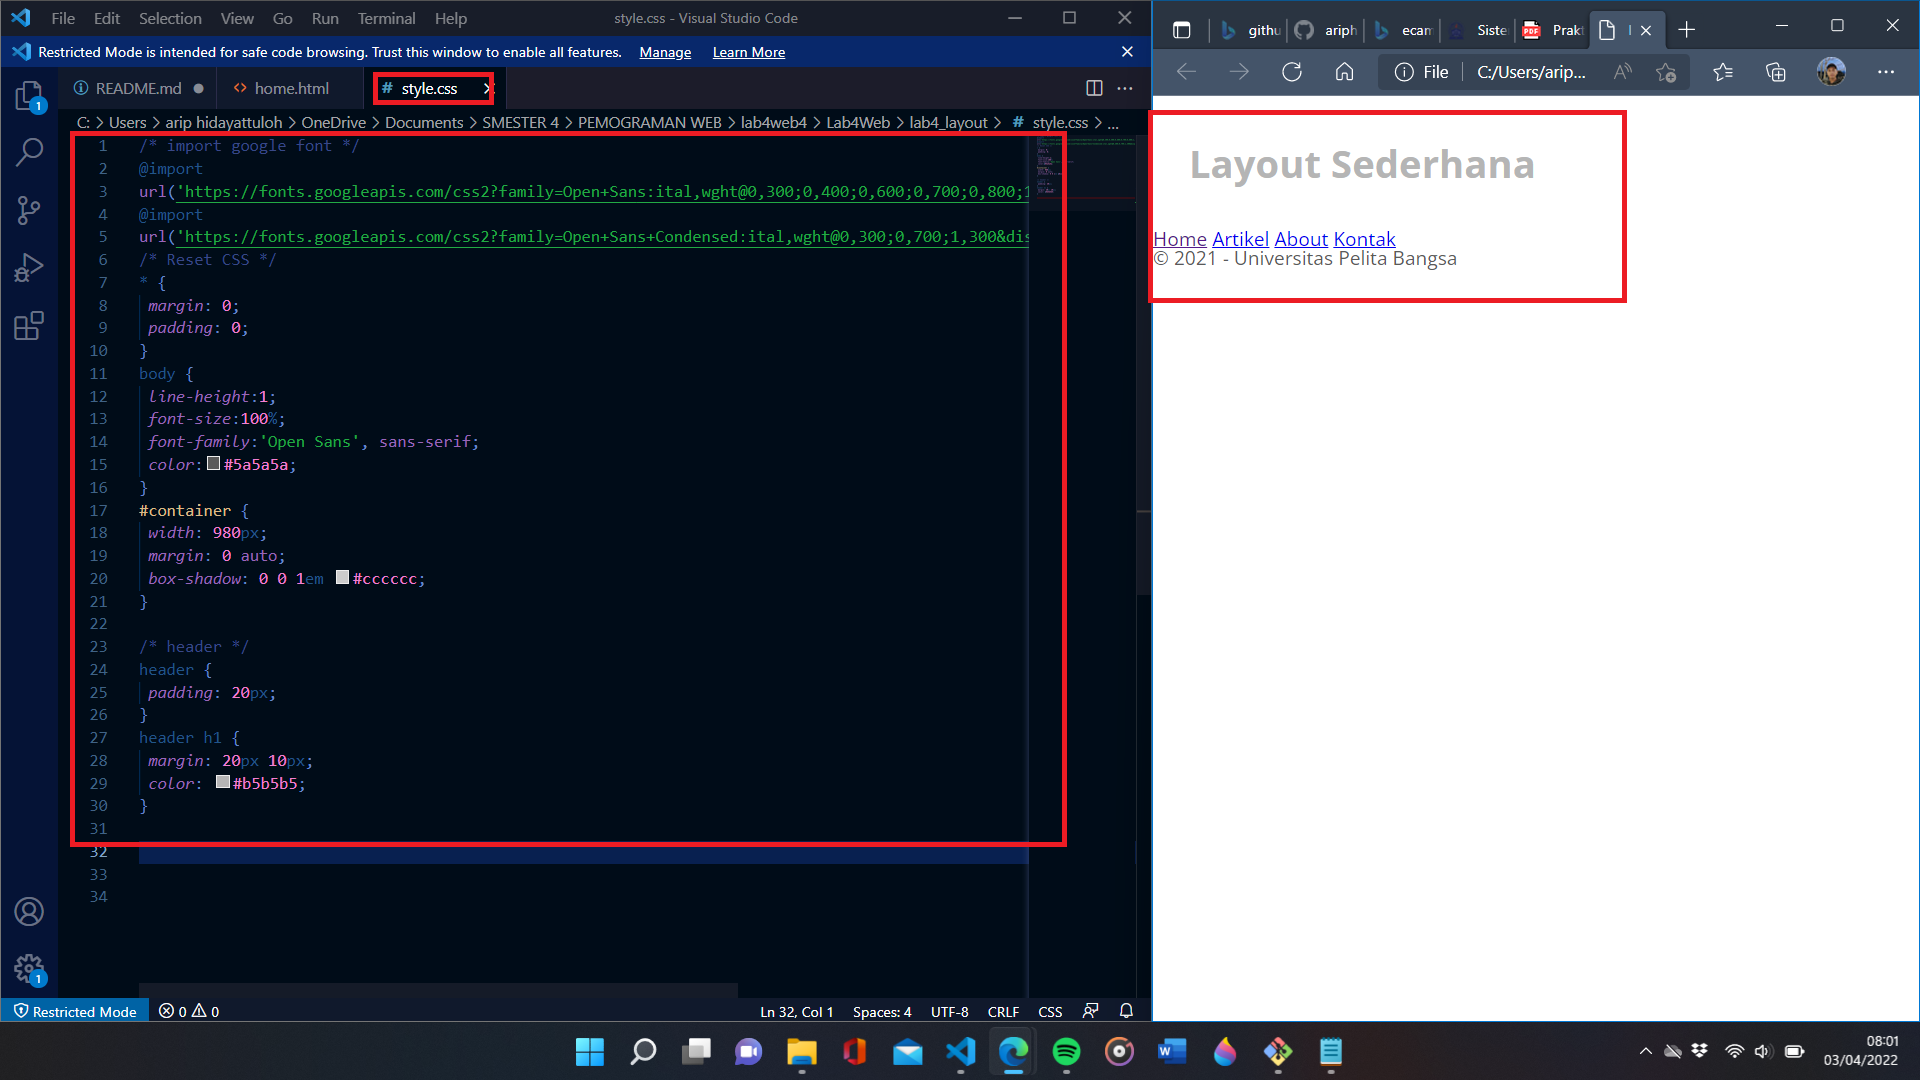 File Edit Selection View Go Run Terminal Help
style.css - Visual Studio Code
Restricted Mode is intended for safe code browsing. Trust this window to enable all features. Manage Learn More
README.md
home.html
# style.css
C: > Users > arip hidayattuloh > OneDrive > Documents > SMESTER 4 > PEMOGRAMAN WEB > lab4web4 > Lab4Web > lab4_layout > # style.css > ...
1 /* import google font */
2 @import
3 url('https://fonts.googleapis.com/css2?family=Open+Sans:ital,wght@0,300;0,400;0,600;0,700;0,800;1
4 @import
5 url('https://fonts.googleapis.com/css2?family=Open+Sans+Condensed:ital,wght@0,300;0,700;1,300&dis
6 /* Reset CSS */
7 * {
8 margin: 0;
9 padding: 0;
10 }
11 body {
12 line-height:1;
13 font-size:100%;
14 font-family:'Open Sans', sans-serif;
15 color:#5a5a5a;
16 }
17 #container {
18 width: 980px;
19 margin: 0 auto;
20 box-shadow: 0 0 1em #cccccc;
21 }
22
23 /* header */
24 header {
25 padding: 20px;
26 }
27 header h1 {
28 margin: 20px 10px;
29 color: #b5b5b5;
30 }
31
32
33
34
1
1
Restricted Mode 0 0
Ln 32, Col 1 Spaces: 4 UTF-8 CRLF CSS
githu
ariph
ecam
Siste
PDF Prakt
File C:/Users/arip...
Layout Sederhana
Home Artikel About Kontak
© 2021 - Universitas Pelita Bangsa
08:01
03/04/2022